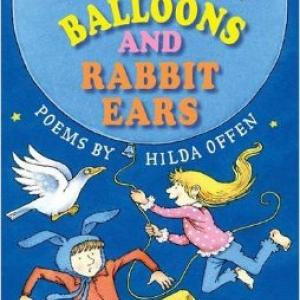 BALLOONS
AND
RABBIT
EARS
POEMS BY HILDA OFFEN